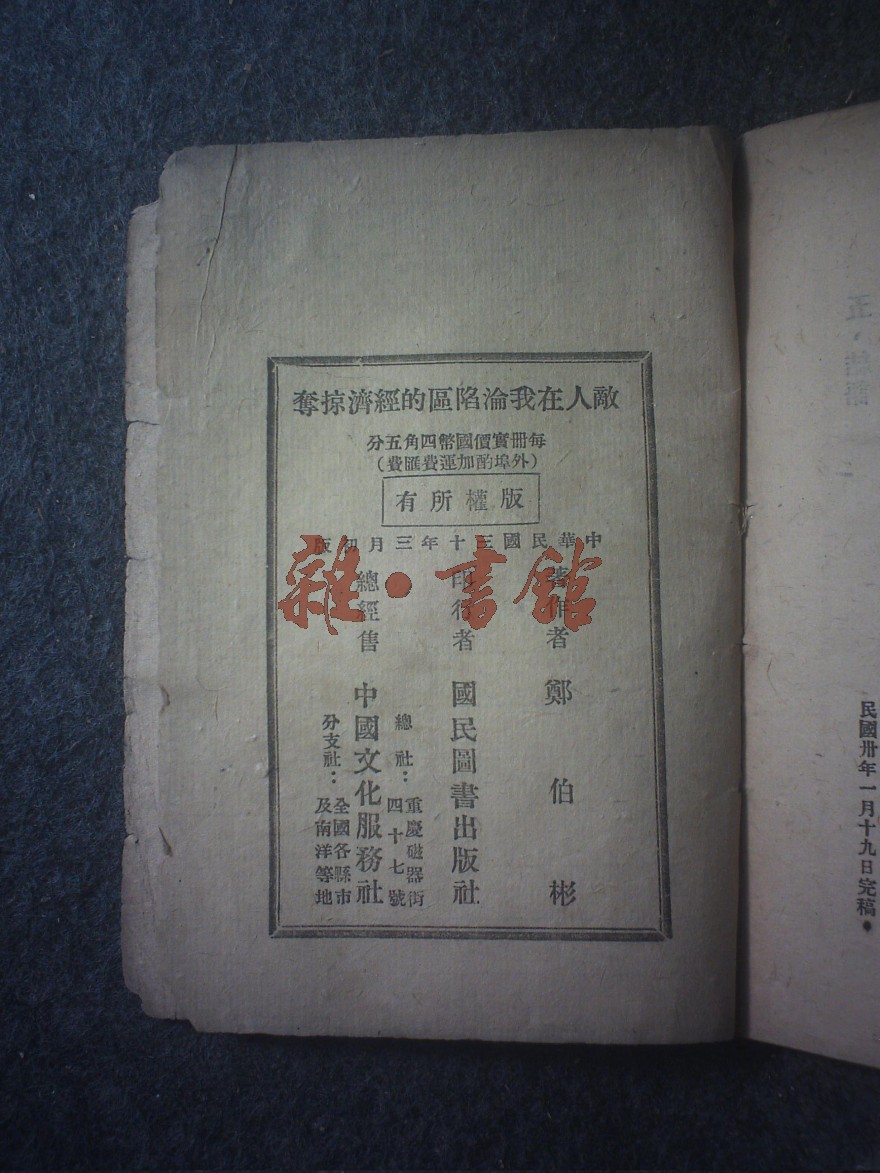 敵人在我淪陷區的經濟掠奪
每冊實價國幣四角五分
（外埠酌加運費匯費）
版權所有
中華民國三十年三月初版
著作者 鄭伯彬
印行者 國民圖書出版社
總經售 中國文化服務社
總社：重慶磁器街四十七號
分支社：全國各縣市及南洋等地
雜·書館
民國卅年一月十九日完稿。
五、結語